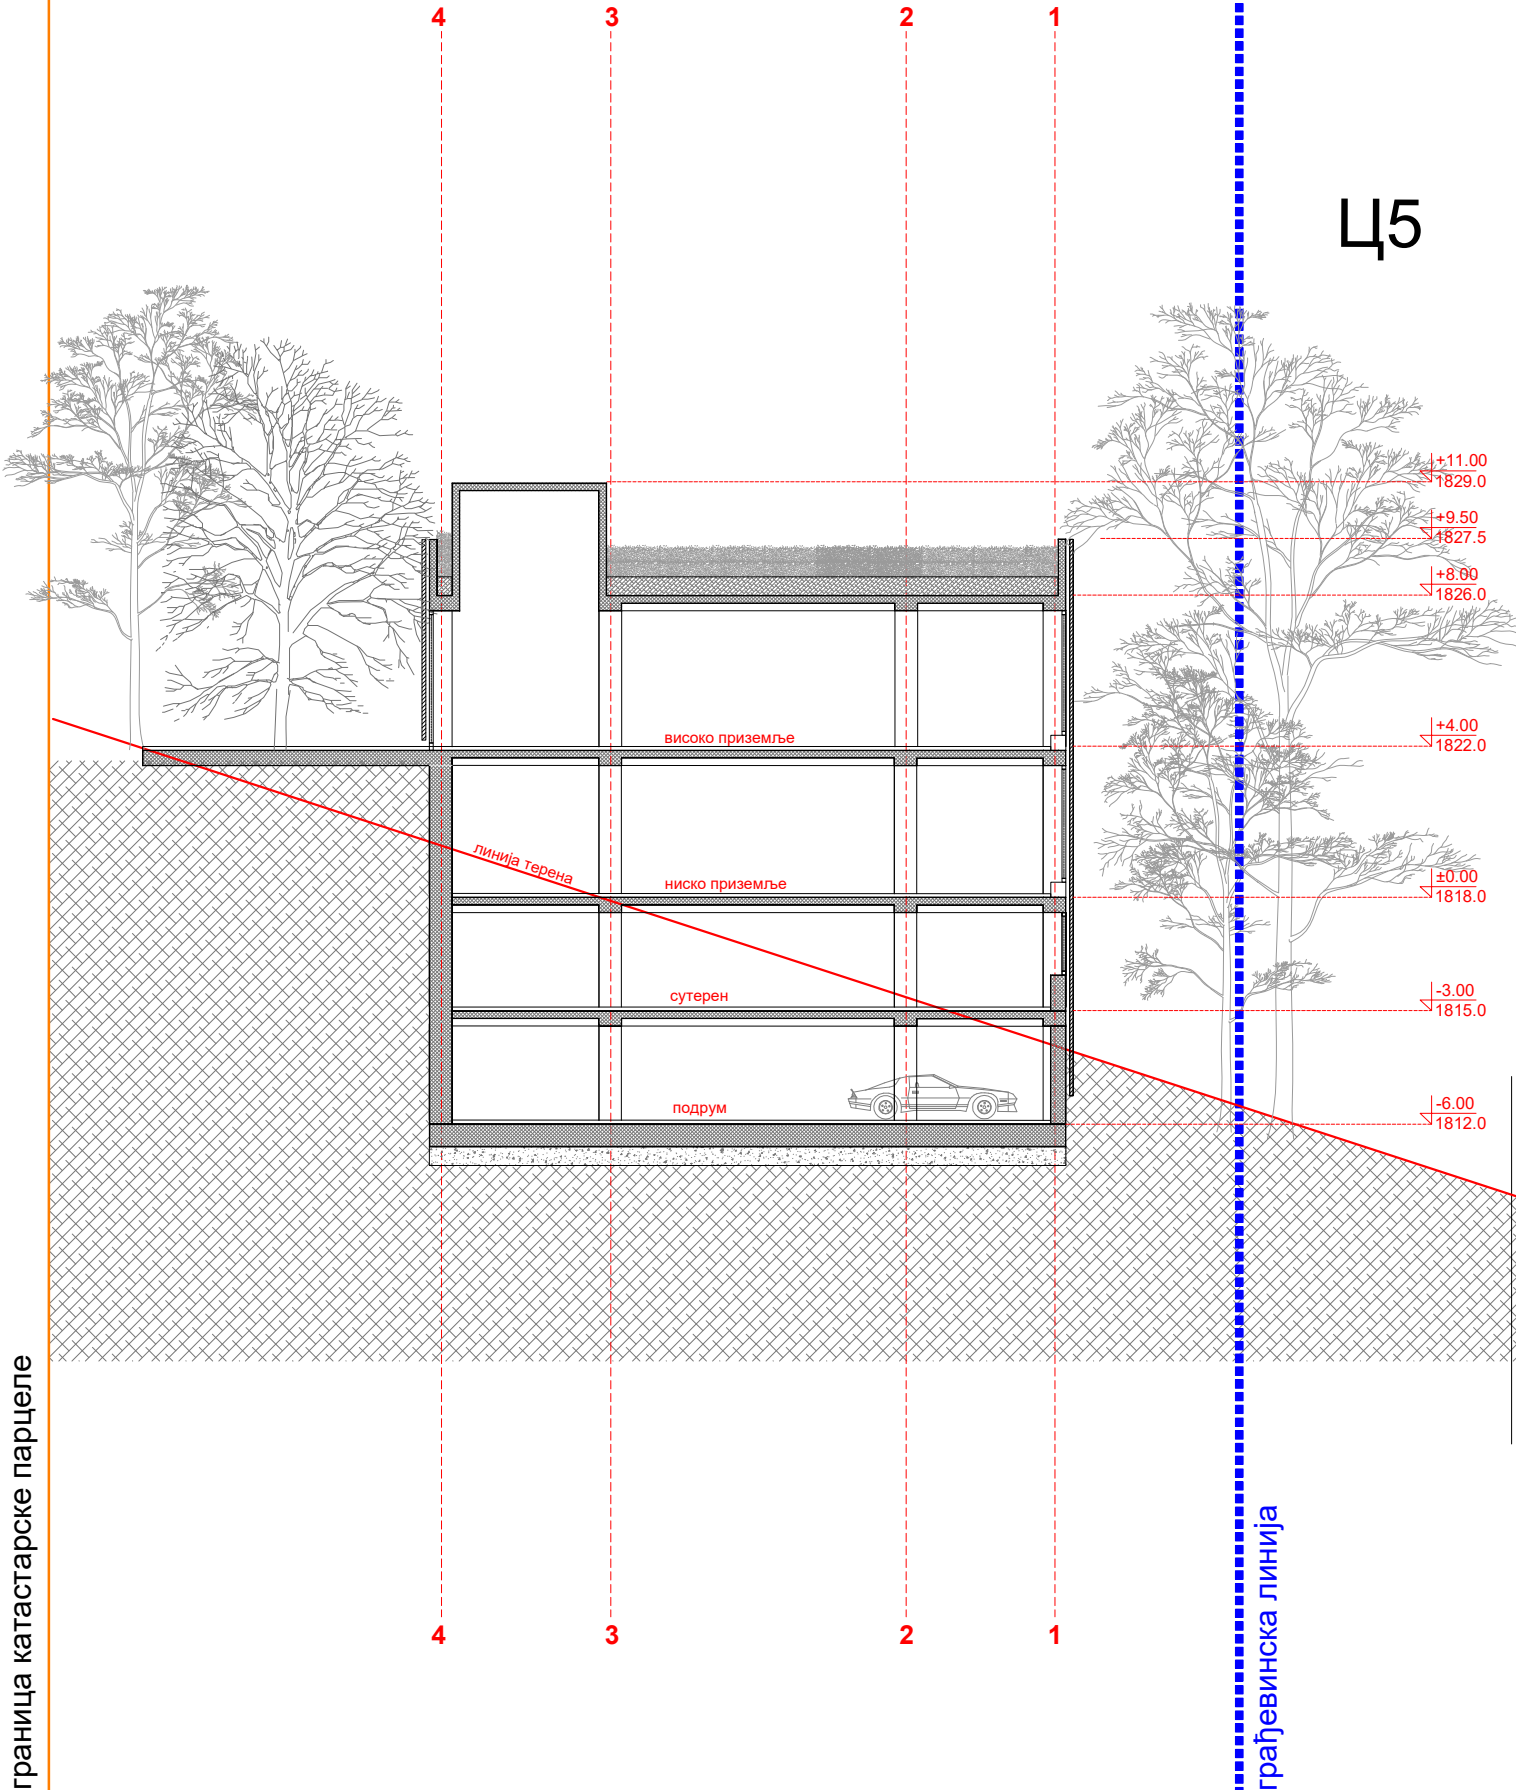 4 3 2 1
Ц5
+11.00
1829.0
+9.50
1827.5
+8.00
1826.0
високо приземље
+4.00
1822.0
линија терена
ниско приземље
±0.00
1818.0
сутерен
-3.00
1815.0
подрум
-6.00
1812.0
4 3 2 1
граница катастарске парцеле
грађевинска линија